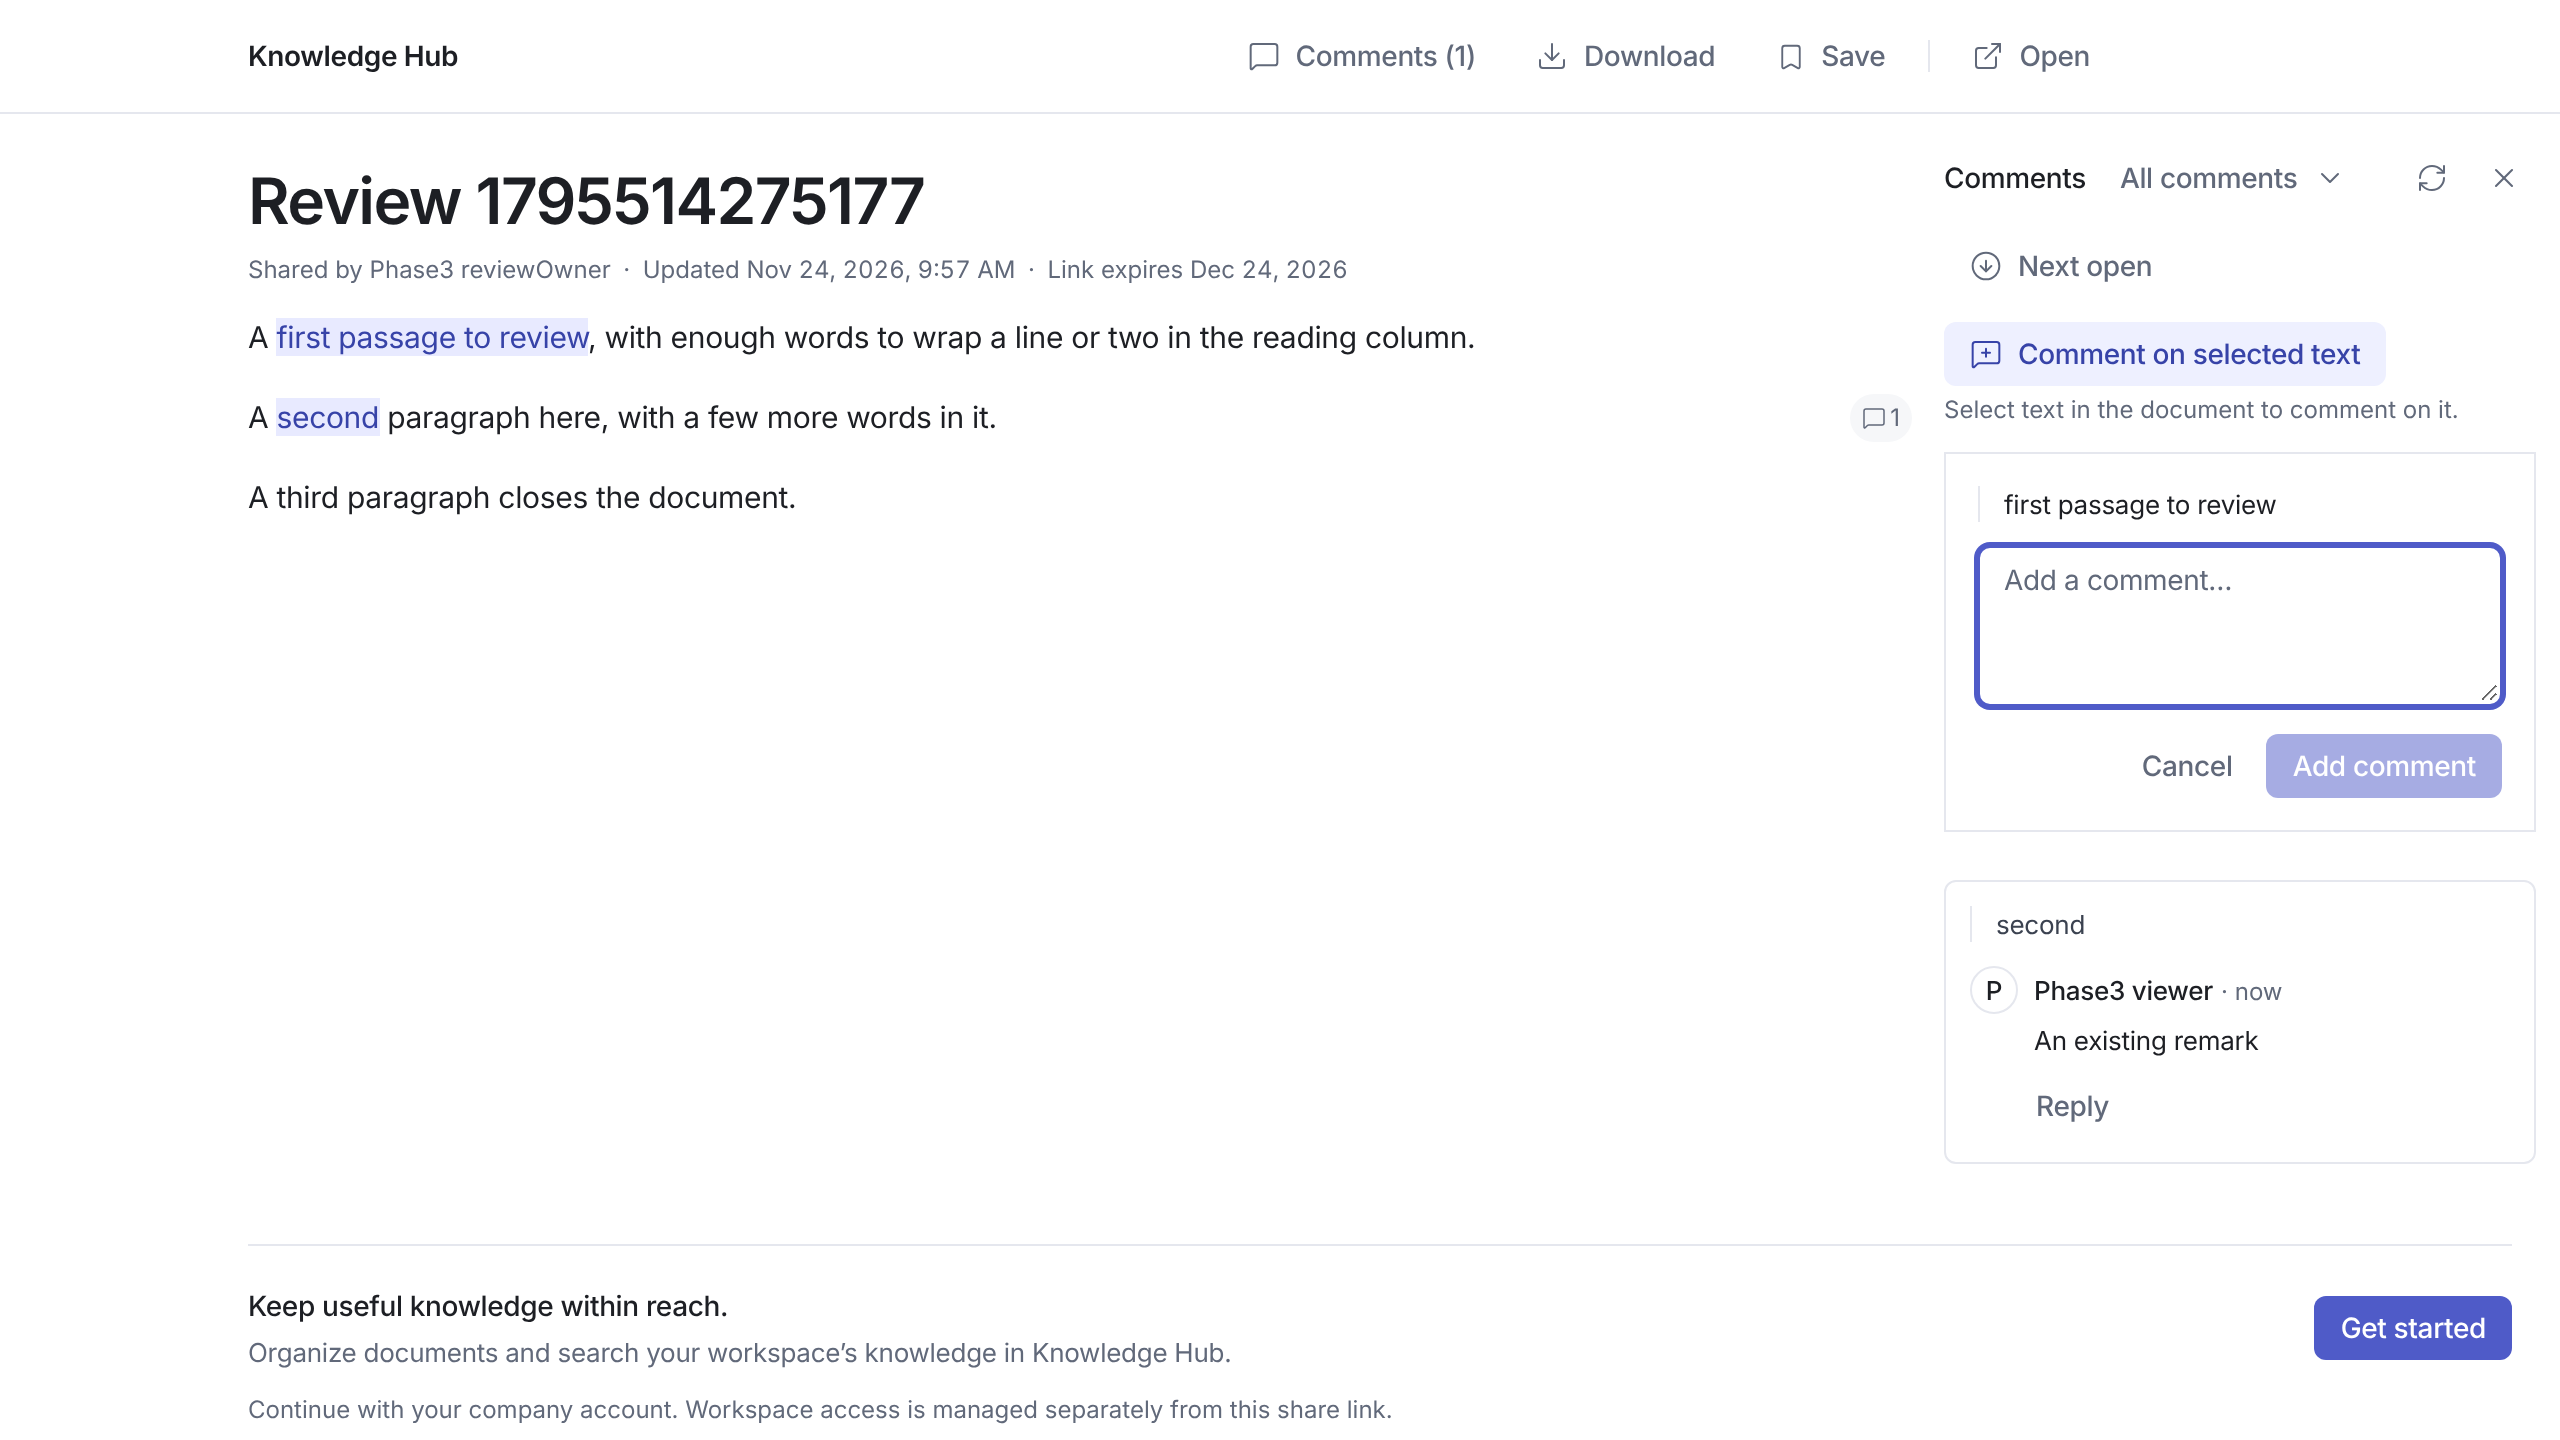 Knowledge Hub
Comments (1)
Download
Save
Open
Review 1795514275177
Shared by Phase3 reviewOwner · Updated Nov 24, 2026, 9:57 AM · Link expires Dec 24, 2026
A first passage to review, with enough words to wrap a line or two in the reading column.
A second paragraph here, with a few more words in it.
1
A third paragraph closes the document.
Comments
All comments
Next open
Comment on selected text
Select text in the document to comment on it.
first passage to review
Add a comment...
Cancel
Add comment
second
P
Phase3 viewer · now
An existing remark
Reply
Keep useful knowledge within reach.
Organize documents and search your workspace’s knowledge in Knowledge Hub.
Continue with your company account. Workspace access is managed separately from this share link.
Get started